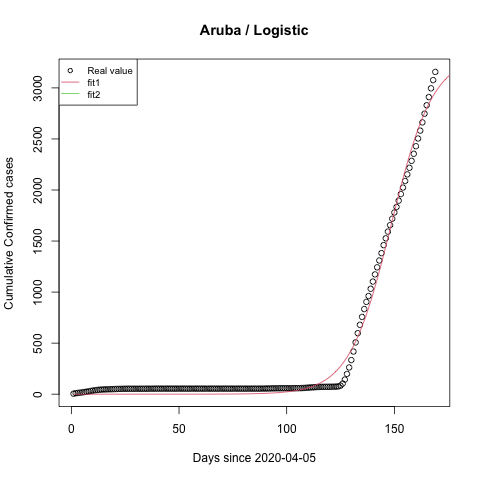 Aruba / Logistic
Real value
fit1
fit2
Cumulative Confirmed cases
3000
2500
2000
1500
1000
500
0
0 50 100 150
Days since 2020-04-05